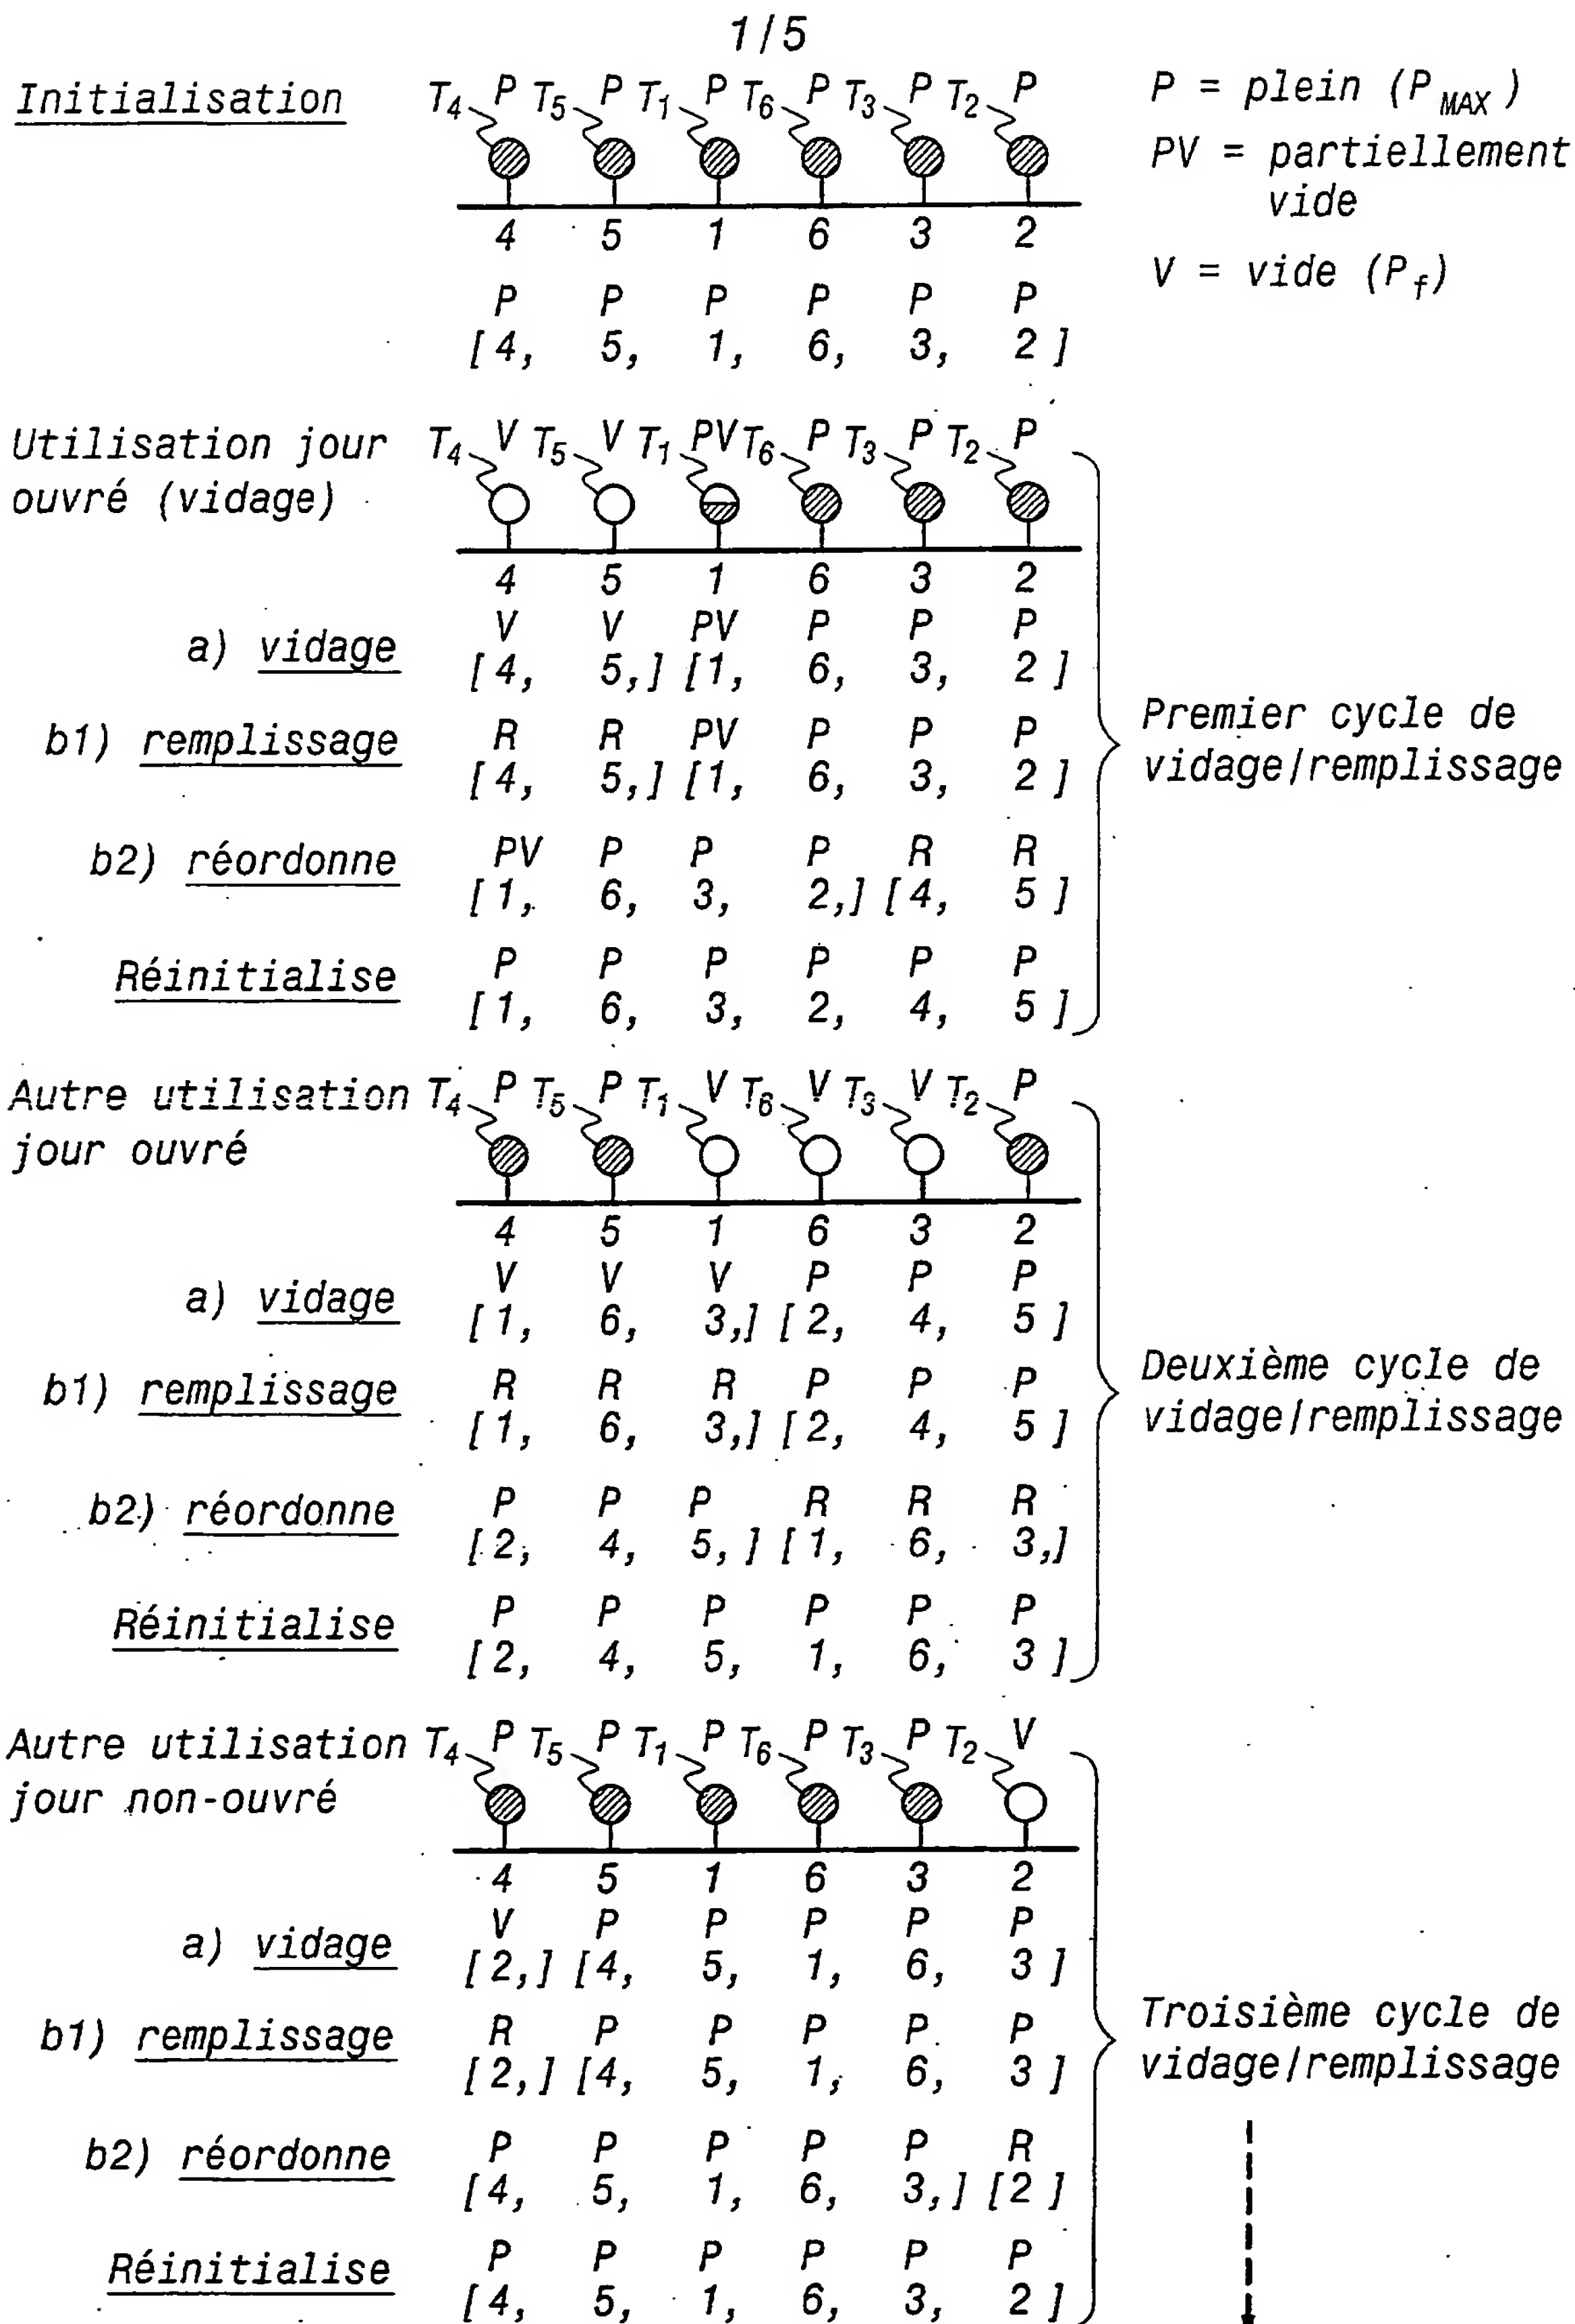 1/5
Initialisation
T4 P T5 P T1 P T6 P T3 P T2 P
4 5 1 6 3 2
P P P P P P
[4, 5, 1, 6, 3, 2]
P = plein (PMAX)
PV = partiellement
vide
V = vide (Pf)
Utilisation jour
ouvré (vidage)
T4 V T5 V T1 PV T6 P T3 P T2 P
4 5 1 6 3 2
V V PV P P P
a) vidage [4, 5,] [1, 6, 3, 2]
R R PV P P P
b1) remplissage [4, 5,] [1, 6, 3, 2]
PV P P P R R
b2) réordonne [1, 6, 3, 2,] [4, 5]
P P P P P P
Réinitialise [1, 6, 3, 2, 4, 5]
Premier cycle de
vidage/remplissage
Autre utilisation
jour ouvré
T4 P T5 P T1 V T6 V T3 V T2 P
4 5 1 6 3 2
V V V P P P
a) vidage [1, 6, 3,] [2, 4, 5]
R R R P P P
b1) remplissage [1, 6, 3,] [2, 4, 5]
P P P R R R
b2) réordonne [2, 4, 5,] [1, 6, 3,]
P P P P P P
Réinitialise [2, 4, 5, 1, 6, 3]
Deuxième cycle de
vidage/remplissage
Autre utilisation
jour non-ouvré
T4 P T5 P T1 P T6 P T3 P T2 V
4 5 1 6 3 2
V P P P P P
a) vidage [2,] [4, 5, 1, 6, 3]
R P P P P P
b1) remplissage [2,] [4, 5, 1, 6, 3]
P P P P P R
b2) réordonne [4, 5, 1, 6, 3,] [2]
P P P P P P
Réinitialise [4, 5, 1, 6, 3, 2]
Troisième cycle de
vidage/remplissage